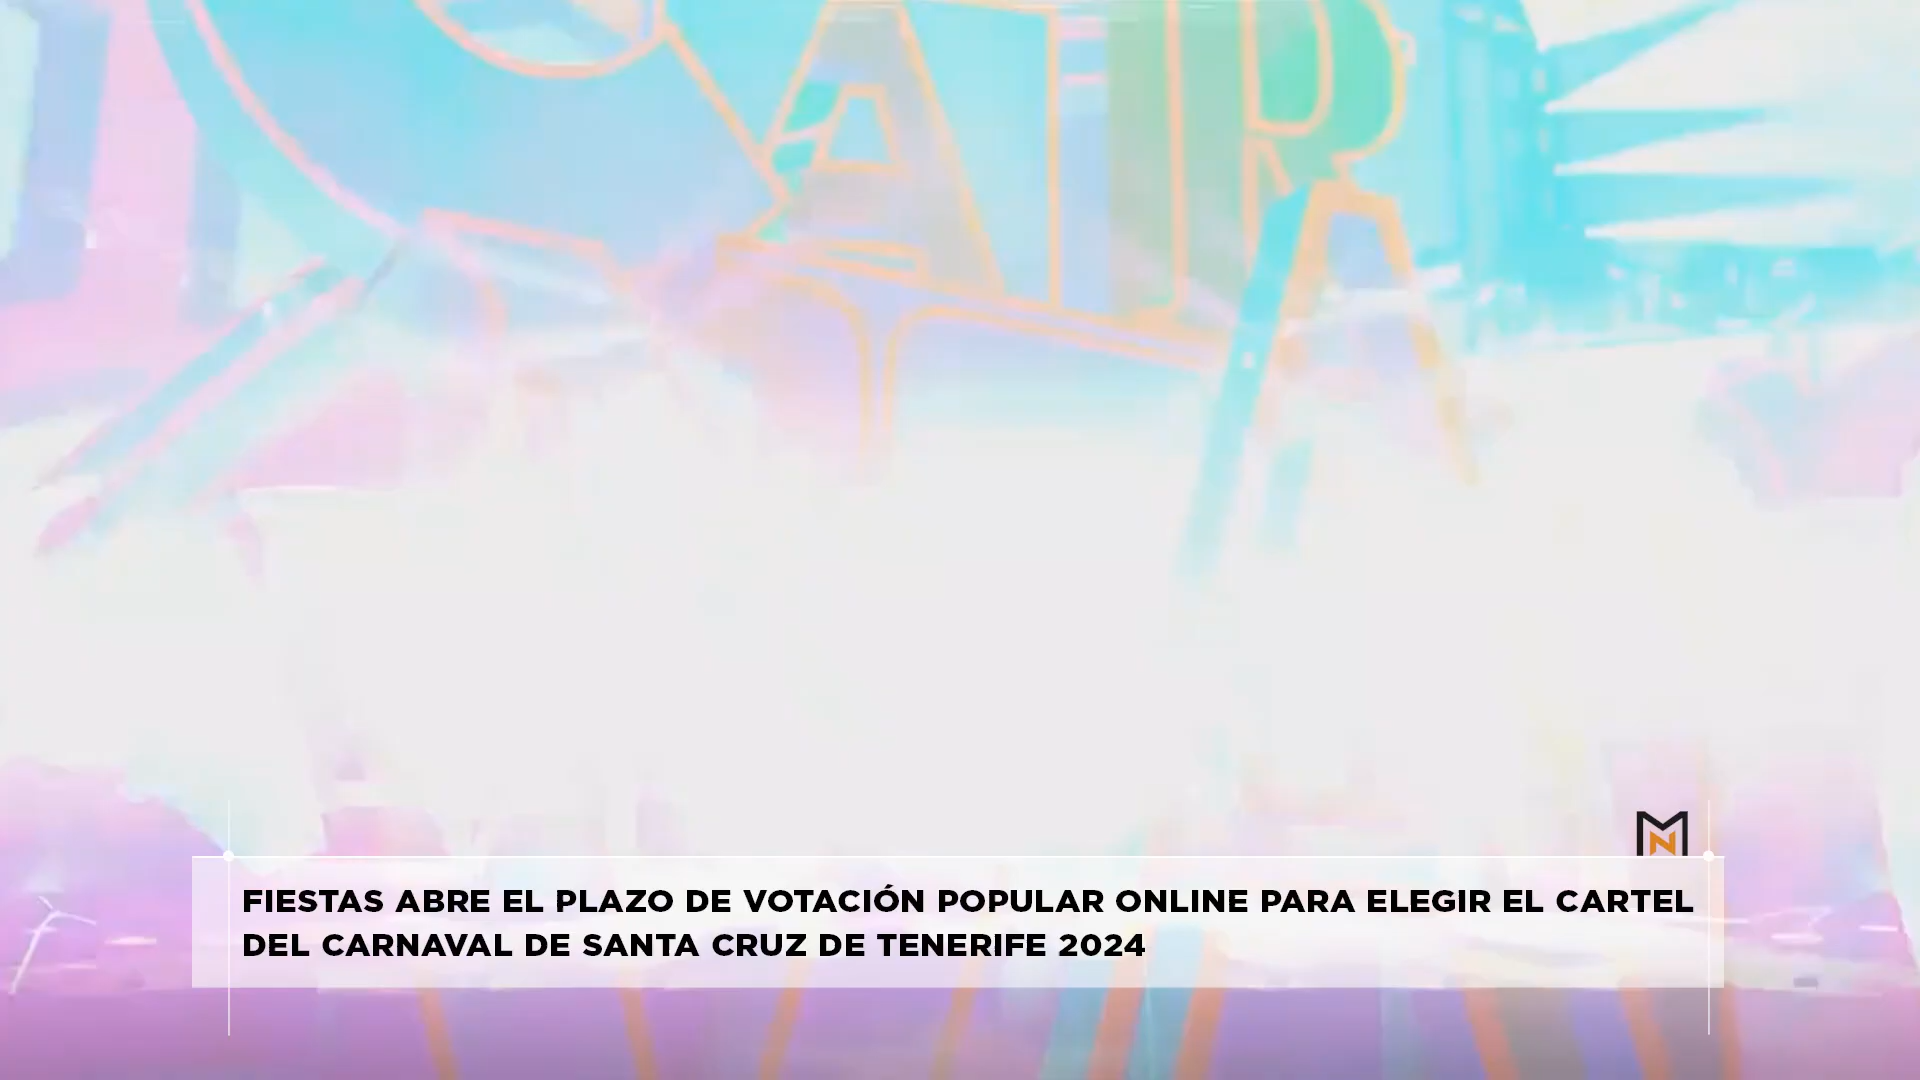 FIESTAS ABRE EL PLAZO DE VOTACIÓN POPULAR ONLINE PARA ELEGIR EL CARTEL
DEL CARNAVAL DE SANTA CRUZ DE TENERIFE 2024